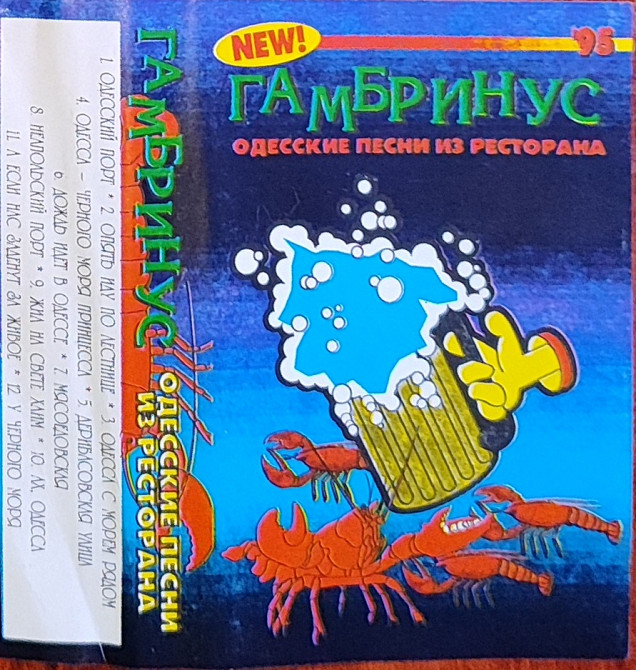 NEW!
'95
ГАМБРИНУС
ОДЕССКИЕ ПЕСНИ ИЗ РЕСТОРАНА
ГАМБРИНУС ОДЕССКИЕ ПЕСНИ
ИЗ РЕСТОРАНА
1. ОДЕССКИЙ ПОРТ * 2. ОПЯТЬ ИДУ ПО ЛЕСТНИЦЕ * 3. ОДЕССА С МОРЕМ РЯДОМ
4. ОДЕССА - ЧЕРНОГО МОРЯ ПРИНЦЕССА * 5. ДЕРИБАСОВСКАЯ УЛИЦА
6. ДОЖДЬ ИДЕТ В ОДЕССЕ * 7. МЯСОЕДОВСКАЯ
8. НЕАПОЛЬСКИЙ ПОРТ * 9. ЖИЛ НА СВЕТЕ ХАИМ * 10. АХ, ОДЕССА
11. А ЕСЛИ НАС ЗАДЕНУТ ЗА ЖИВОЕ * 12. У ЧЕРНОГО МОРЯ